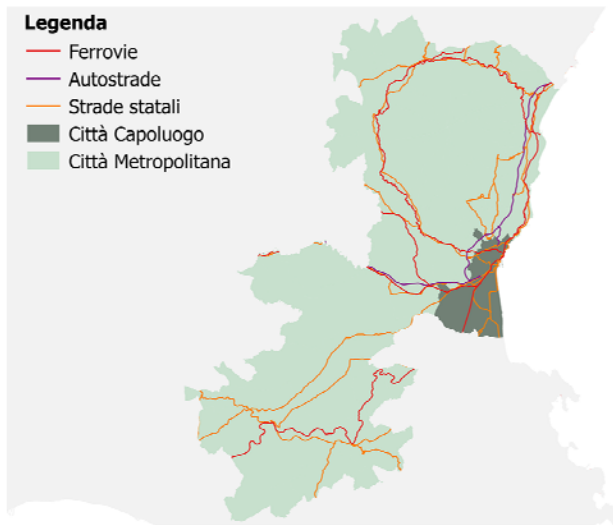 Legenda
Ferrovie
Autostrade
Strade statali
Città Capoluogo
Città Metropolitana